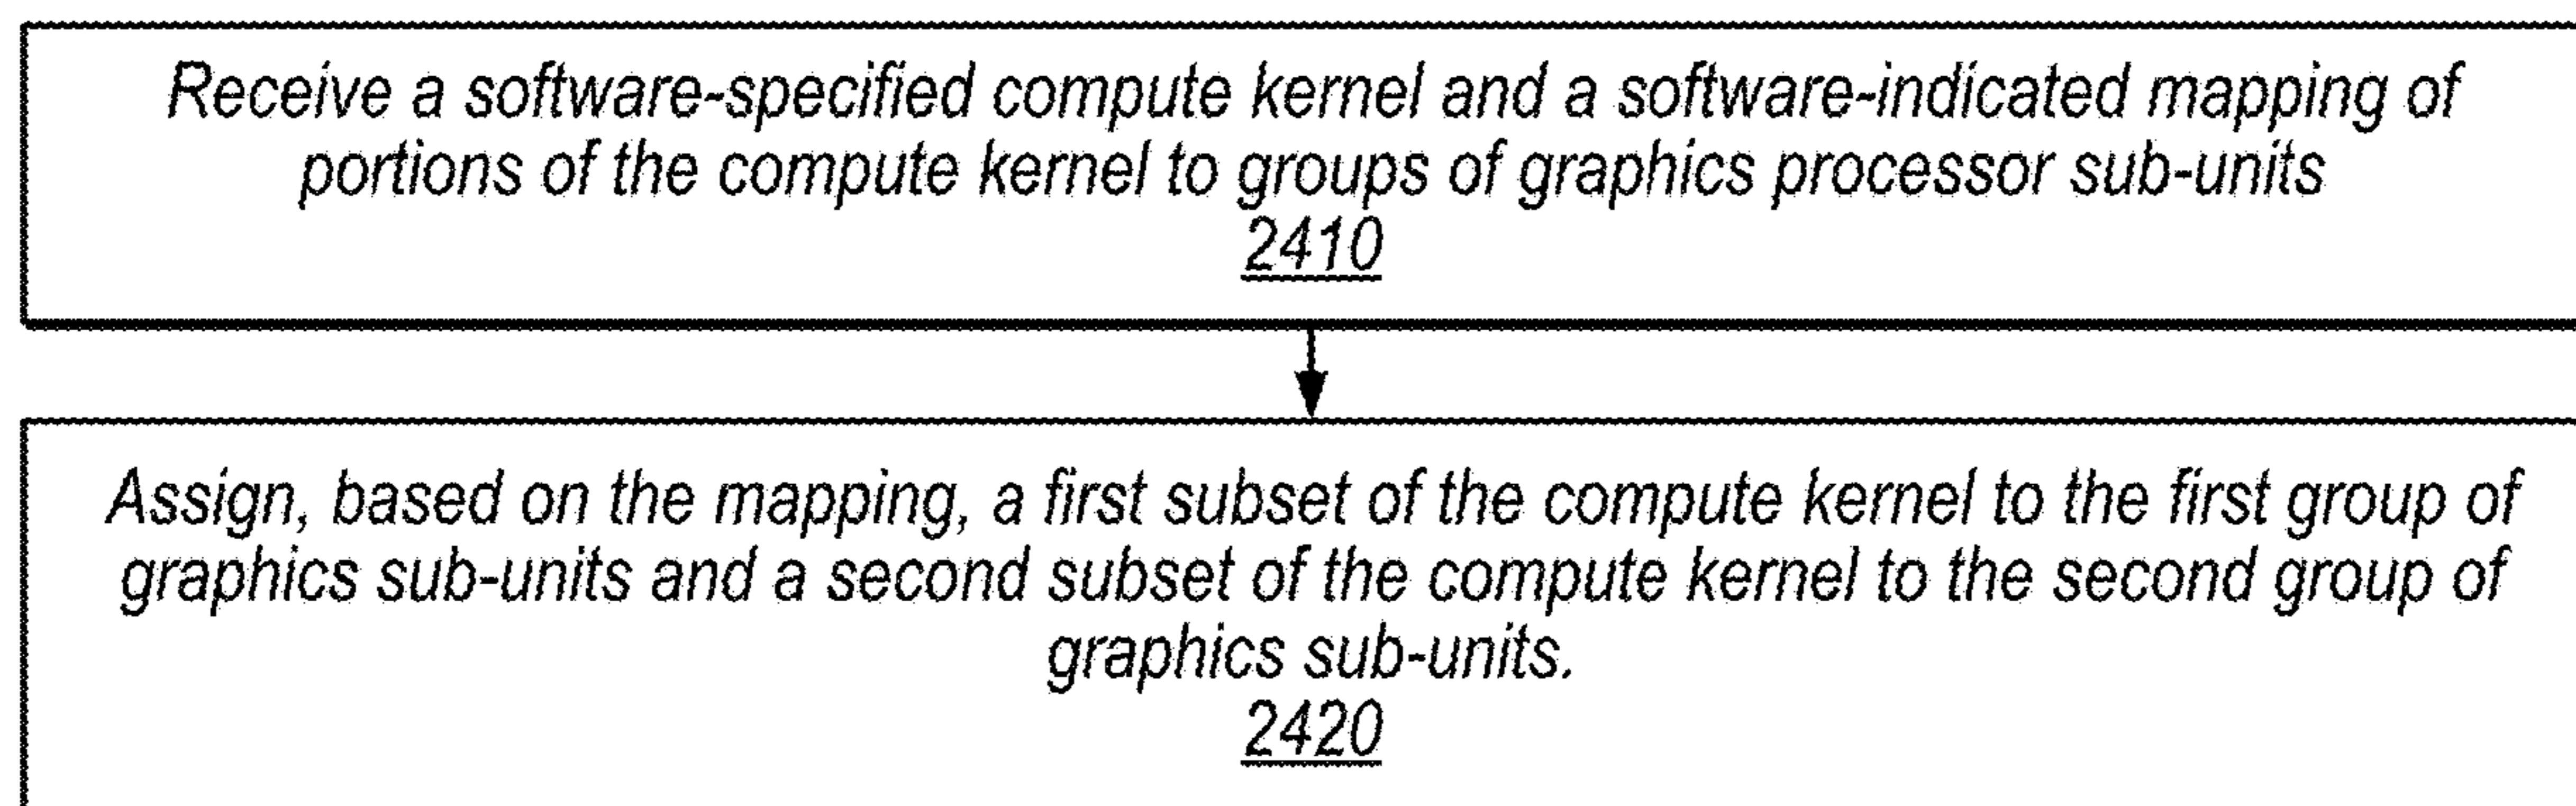 Receive a software-specified compute kernel and a software-indicated mapping of
portions of the compute kernel to groups of graphics processor sub-units
2410
Assign, based on the mapping, a first subset of the compute kernel to the first group of
graphics sub-units and a second subset of the compute kernel to the second group of
graphics sub-units.
2420